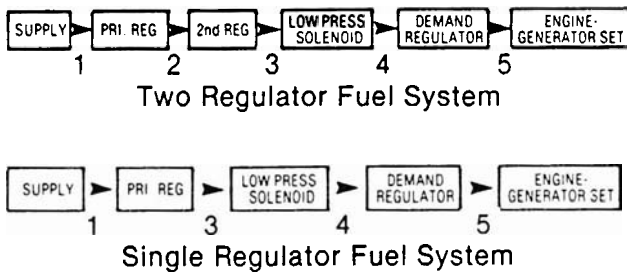 SUPPLY PRI. REG 2nd REG LOW PRESS SOLENOID DEMAND REGULATOR ENGINE-GENERATOR SET
1 2 3 4 5
Two Regulator Fuel System
SUPPLY PRI REG LOW PRESS SOLENOID DEMAND REGULATOR ENGINE-GENERATOR SET
1 3 4 5
Single Regulator Fuel System